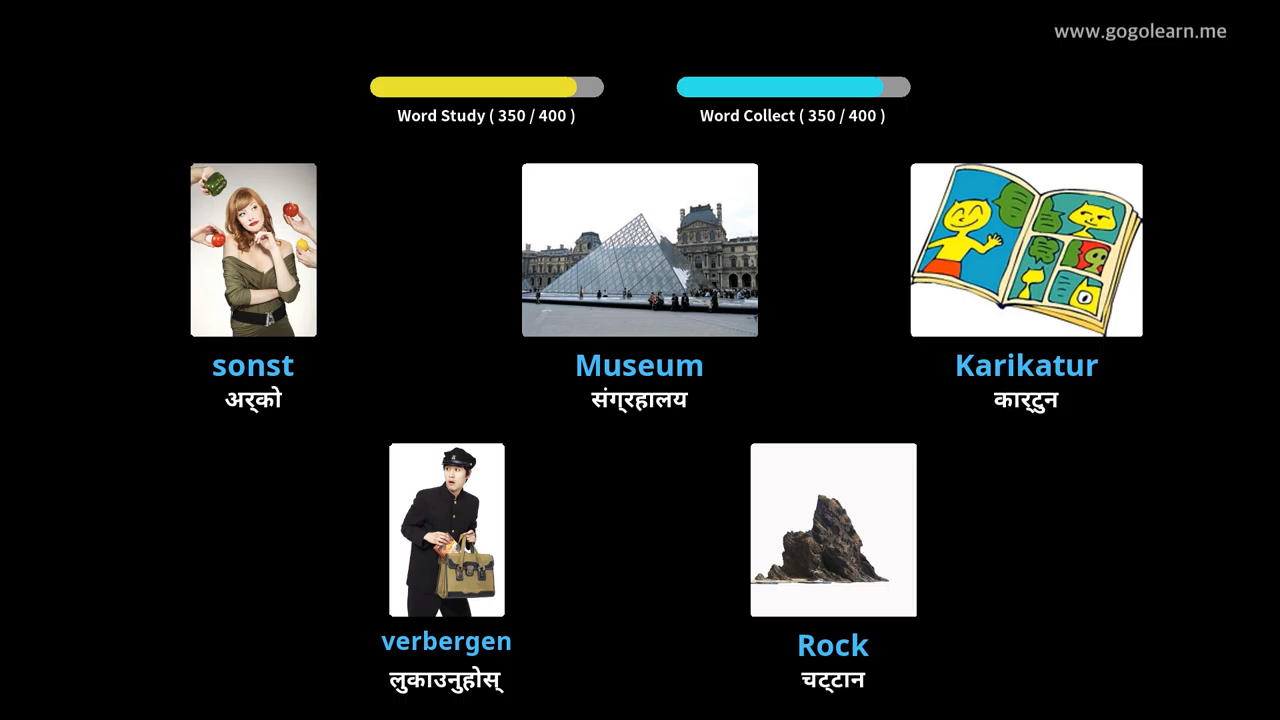 www.gogolearn.me
Word Study ( 350 / 400 )
Word Collect ( 350 / 400 )
sonst
अर्को
Museum
संग्रहालय
Karikatur
कार्टुन
verbergen
लुकाउनुहोस्
Rock
चट्टान